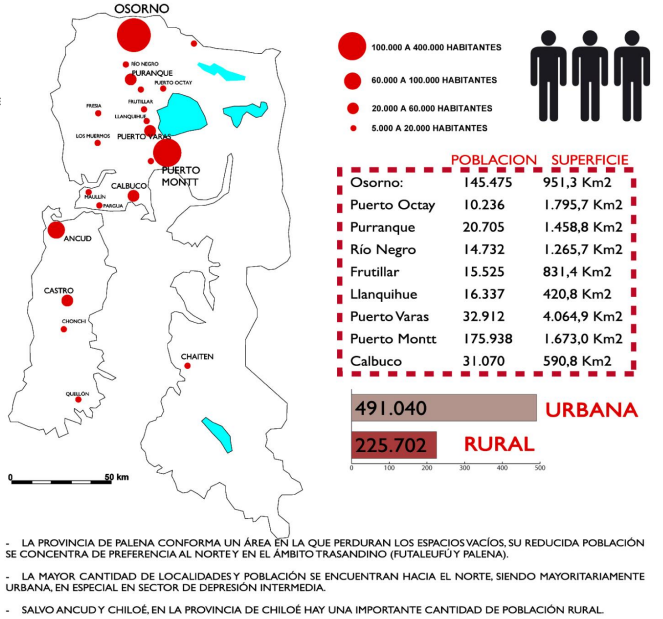 OSORNO
RÍO NEGRO
PURANQUE
PUERTO OCTAY
FRUTILLAR
FRESIA
LLANQUIHUE
PUERTO VARAS
LOS MUERMOS
PUERTO
MONTT
CALBUCO
MAULLÍN
PARGUA
ANCUD
CASTRO
CHONCHI
CHAITEN
QUELLÓN
0 50 km
100.000 A 400.000 HABITANTES
60.000 A 100.000 HABITANTES
20.000 A 60.000 HABITANTES
5.000 A 20.000 HABITANTES
POBLACION SUPERFICIE
Osorno: 145.475 951,3 Km2
Puerto Octay 10.236 1.795,7 Km2
Purranque 20.705 1.458,8 Km2
Río Negro 14.732 1.265,7 Km2
Frutillar 15.525 831,4 Km2
Llanquihue 16.337 420,8 Km2
Puerto Varas 32.912 4.064,9 Km2
Puerto Montt 175.938 1.673,0 Km2
Calbuco 31.070 590,8 Km2
491.040 URBANA
225.702 RURAL
0 100 200 300 400 500
- LA PROVINCIA DE PALENA CONFORMA UN ÁREA EN LA QUE PERDURAN LOS ESPACIOS VACÍOS, SU REDUCIDA POBLACIÓN
SE CONCENTRA DE PREFERENCIA AL NORTE Y EN EL ÁMBITO TRASANDINO (FUTALEUFÚ Y PALENA).
- LA MAYOR CANTIDAD DE LOCALIDADES Y POBLACIÓN SE ENCUENTRAN HACIA EL NORTE, SIENDO MAYORITARIAMENTE
URBANA, EN ESPECIAL EN SECTOR DE DEPRESIÓN INTERMEDIA.
- SALVO ANCUD Y CHILOÉ, EN LA PROVINCIA DE CHILOÉ HAY UNA IMPORTANTE CANTIDAD DE POBLACIÓN RURAL.